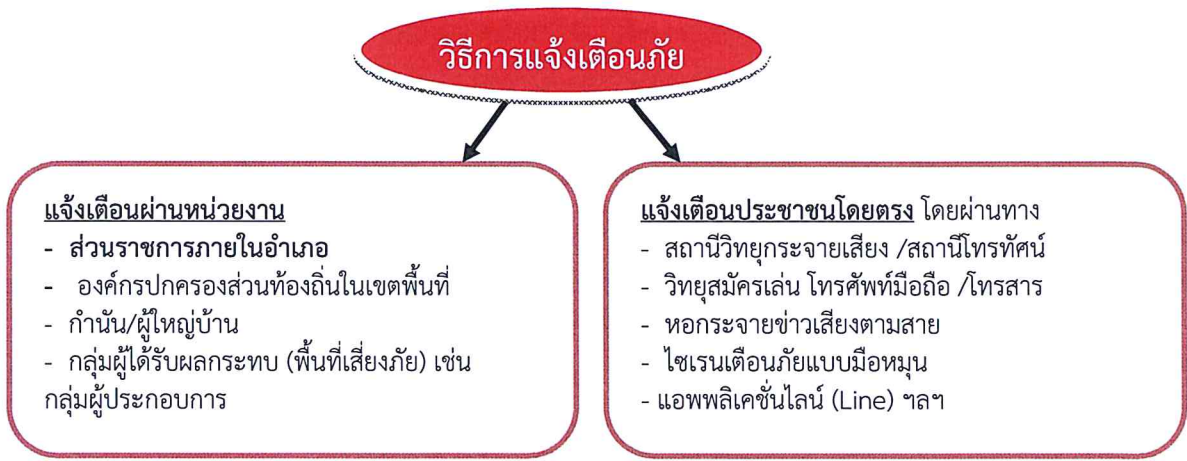 วิธีการแจ้งเตือนภัย
แจ้งเตือนผ่านหน่วยงาน
- ส่วนราชการภายในอำเภอ
- องค์กรปกครองส่วนท้องถิ่นในเขตพื้นที่
- กำนัน/ผู้ใหญ่บ้าน
- กลุ่มผู้ได้รับผลกระทบ (พื้นที่เสี่ยงภัย) เช่น
กลุ่มผู้ประกอบการ
แจ้งเตือนประชาชนโดยตรง โดยผ่านทาง
- สถานีวิทยุกระจายเสียง /สถานีโทรทัศน์
- วิทยุสมัครเล่น โทรศัพท์มือถือ /โทรสาร
- หอกระจายข่าวเสียงตามสาย
- ไซเรนเตือนภัยแบบมือหมุน
- แอพพลิเคชั่นไลน์ (Line) ฯลฯ